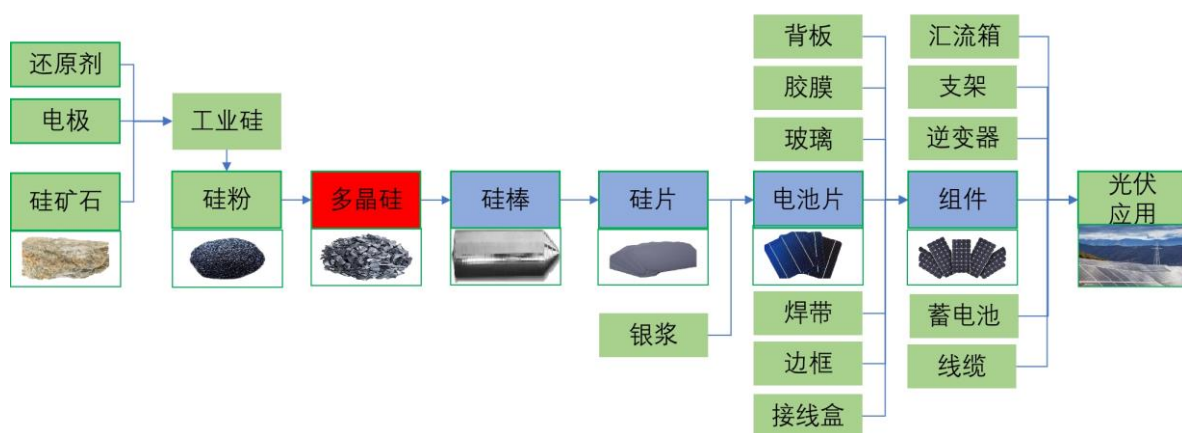 还原剂
电极
硅矿石
工业硅
硅粉
多晶硅
硅棒
硅片
银浆
背板
胶膜
玻璃
电池片
焊带
边框
接线盒
汇流箱
支架
逆变器
组件
蓄电池
线缆
光伏
应用